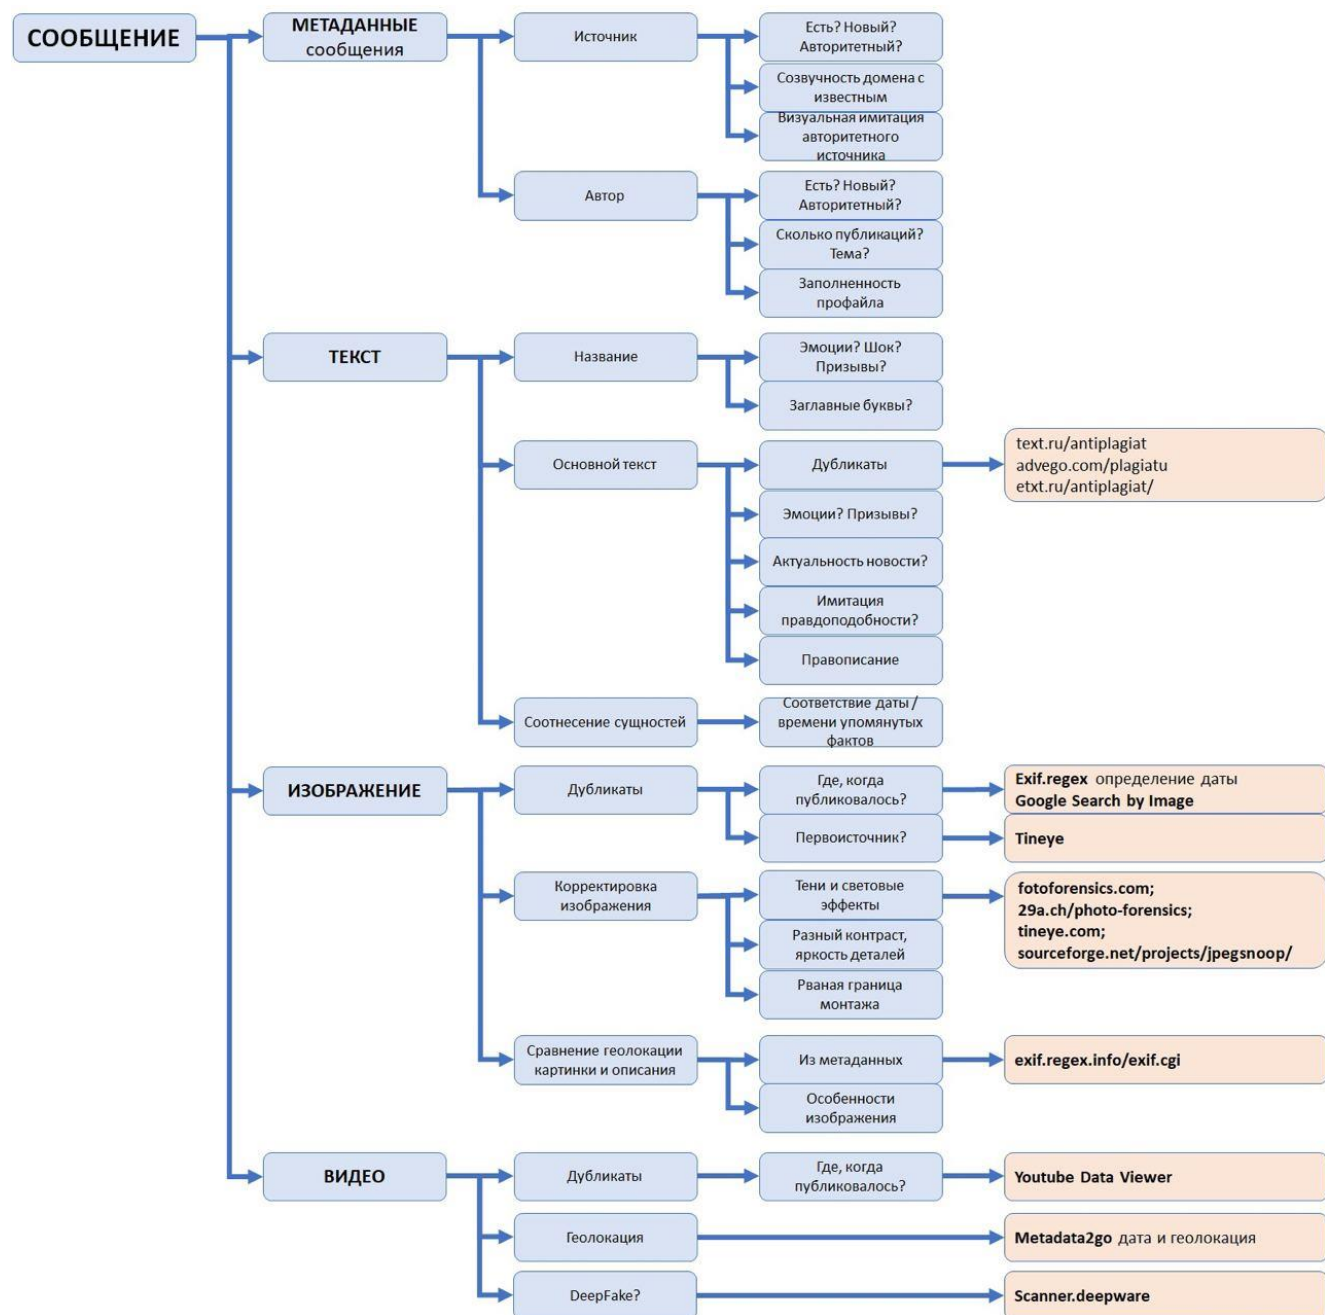 СООБЩЕНИЕ
МЕТАДАННЫЕ
сообщения
Источник
Есть? Новый?
Авторитетный?
Созвучность домена с
известным
Визуальная имитация
авторитетного
источника
Автор
Есть? Новый?
Авторитетный?
Сколько публикаций?
Тема?
Заполненность
профайла
ТЕКСТ
Название
Эмоции? Шок?
Призывы?
Заглавные буквы?
Основной текст
Дубликаты
text.ru/antiplagiat
advego.com/plagiatu
etxt.ru/antiplagiat/
Эмоции? Призывы?
Актуальность новости?
Имитация
правдоподобности?
Правописание
Соотнесение сущностей
Соответствие даты /
времени упомянутых
фактов
ИЗОБРАЖЕНИЕ
Дубликаты
Где, когда
публиковалось?
Exif.regex определение даты
Google Search by Image
Первоисточник?
Tineye
Корректировка
изображения
Тени и световые
эффекты
fotoforensics.com;
29a.ch/photo-forensics;
tineye.com;
sourceforge.net/projects/jpegsnoop/
Разный контраст,
яркость деталей
Рваная граница
монтажа
Сравнение геолокации
картинки и описания
Из метаданных
exif.regex.info/exif.cgi
Особенности
изображения
ВИДЕО
Дубликаты
Где, когда
публиковалось?
Youtube Data Viewer
Геолокация
Metadata2go дата и геолокация
DeepFake?
Scanner.deepware